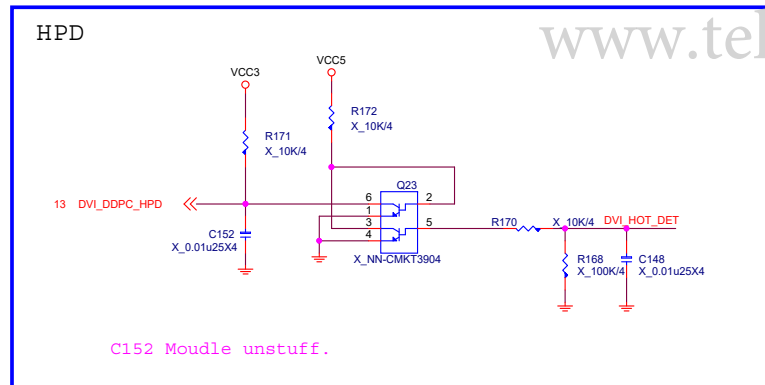 HPD
www.tel
VCC3
VCC5
R172
X_10K/4
R171
X_10K/4
Q23
6
2
13 DVI_DDPC_HPD
1
3
5
R170
X_10K/4
DVI_HOT_DET
C152
X_0.01u25X4
4
X_NN-CMKT3904
R168
X_100K/4
C148
X_0.01u25X4
C152 Moudle unstuff.